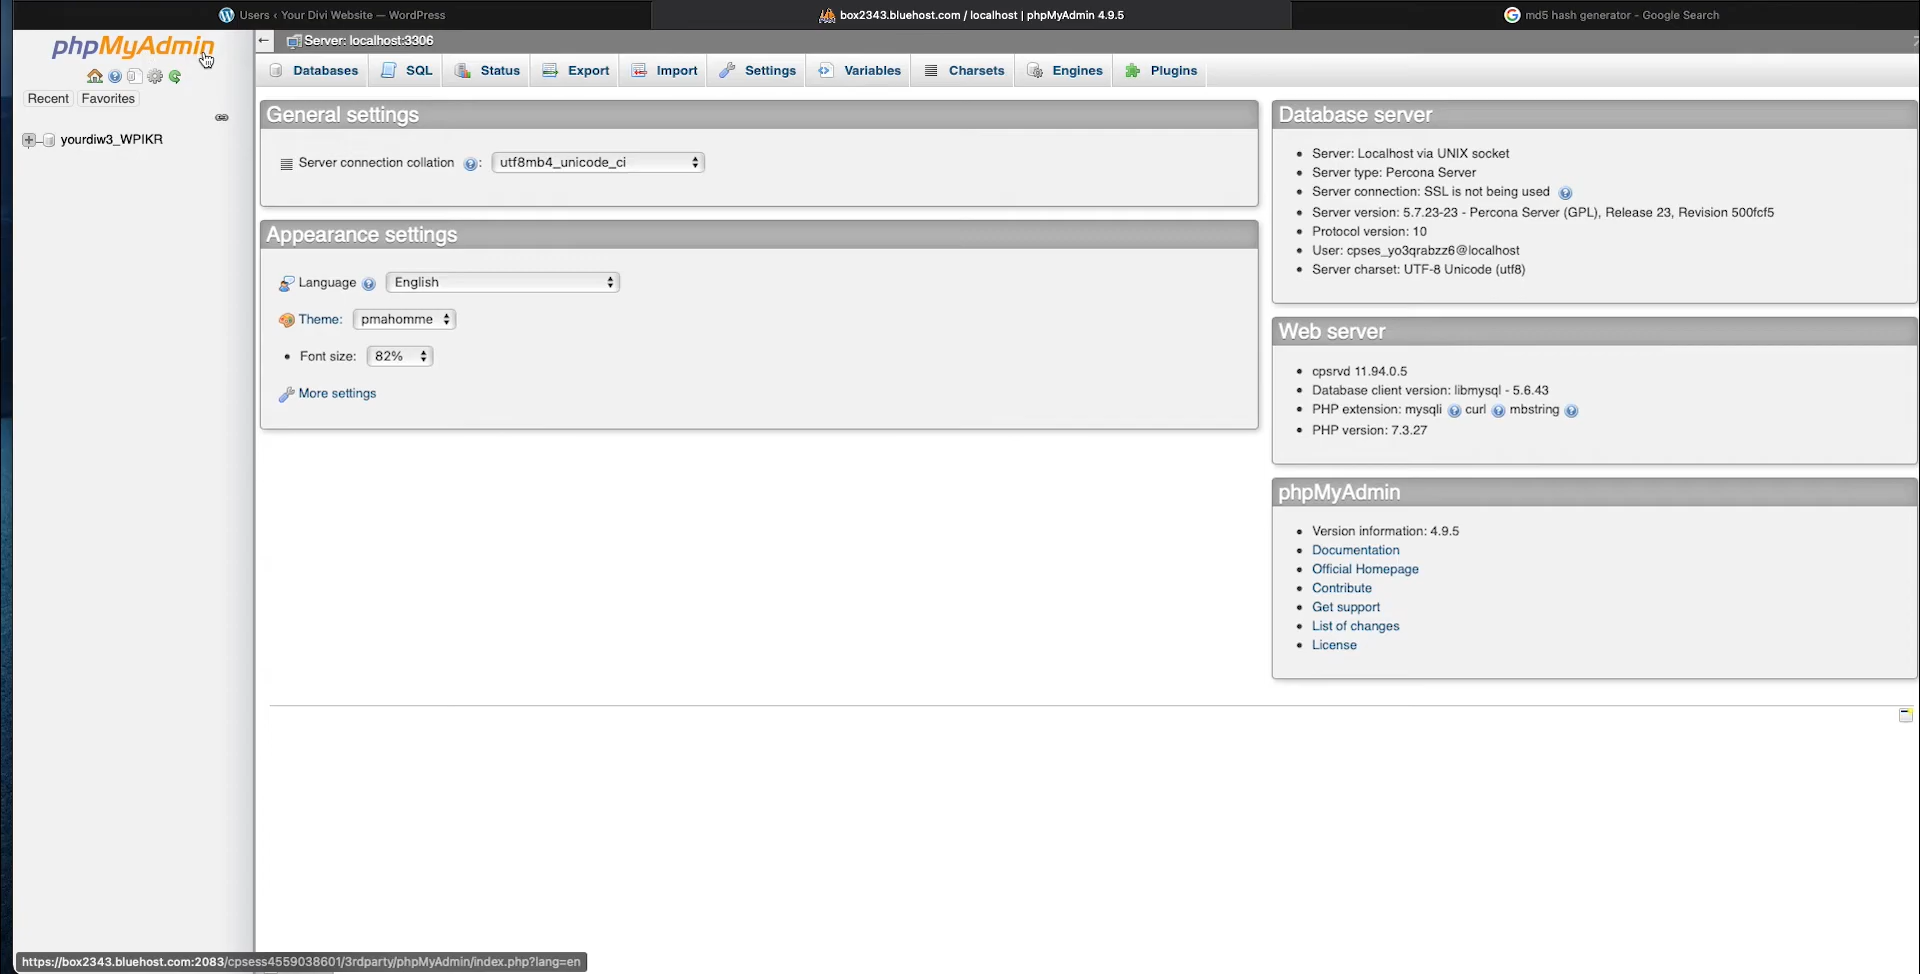 Users ‹ Your Divi Website — WordPress
box2343.bluehost.com / localhost | phpMyAdmin 4.9.5
md5 hash generator - Google Search
phpMyAdmin
Server: localhost:3306
Databases SQL Status Export Import Settings Variables Charsets Engines Plugins
Recent Favorites
yourdiw3_WPIKR
General settings
Server connection collation : utf8mb4_unicode_ci
Appearance settings
Language English
Theme: pmahomme
Font size: 82%
More settings
Database server
Server: Localhost via UNIX socket
Server type: Percona Server
Server connection: SSL is not being used
Server version: 5.7.23-23 - Percona Server (GPL), Release 23, Revision 500fcf5
Protocol version: 10
User: cpses_yo3qrabzz6@localhost
Server charset: UTF-8 Unicode (utf8)
Web server
cpsrvd 11.94.0.5
Database client version: libmysql - 5.6.43
PHP extension: mysqli curl mbstring
PHP version: 7.3.27
phpMyAdmin
Version information: 4.9.5
Documentation
Official Homepage
Contribute
Get support
List of changes
License
https://box2343.bluehost.com:2083/cpsess4559038601/3rdparty/phpMyAdmin/index.php?lang=en